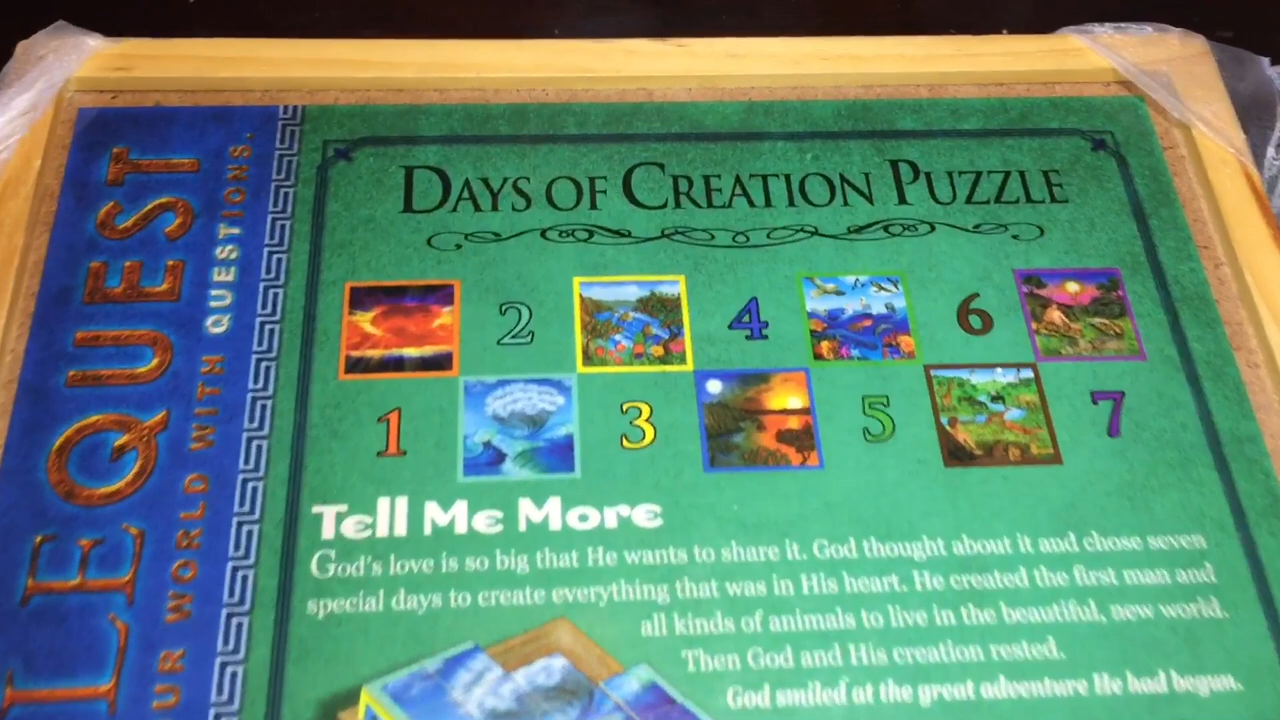 LEQUEST
UR WORLD WITH QUESTIONS.
DAYS OF CREATION PUZZLE
2 4 6
1 3 5 7
Tell Me More
God's love is so big that He wants to share it. God thought about it and chose seven
special days to create everything that was in His heart. He created the first man and
all kinds of animals to live in the beautiful, new world.
Then God and His creation rested.
God smiled at the great adventure He had begun.